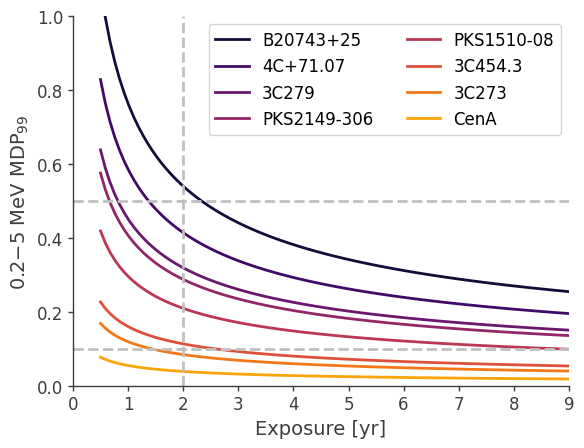 1.0
0.8
0.6
0.4
0.2
0.0
0.2−5 MeV MDP₉₉
B20743+25
4C+71.07
3C279
PKS2149-306
PKS1510-08
3C454.3
3C273
CenA
0 1 2 3 4 5 6 7 8 9
Exposure [yr]